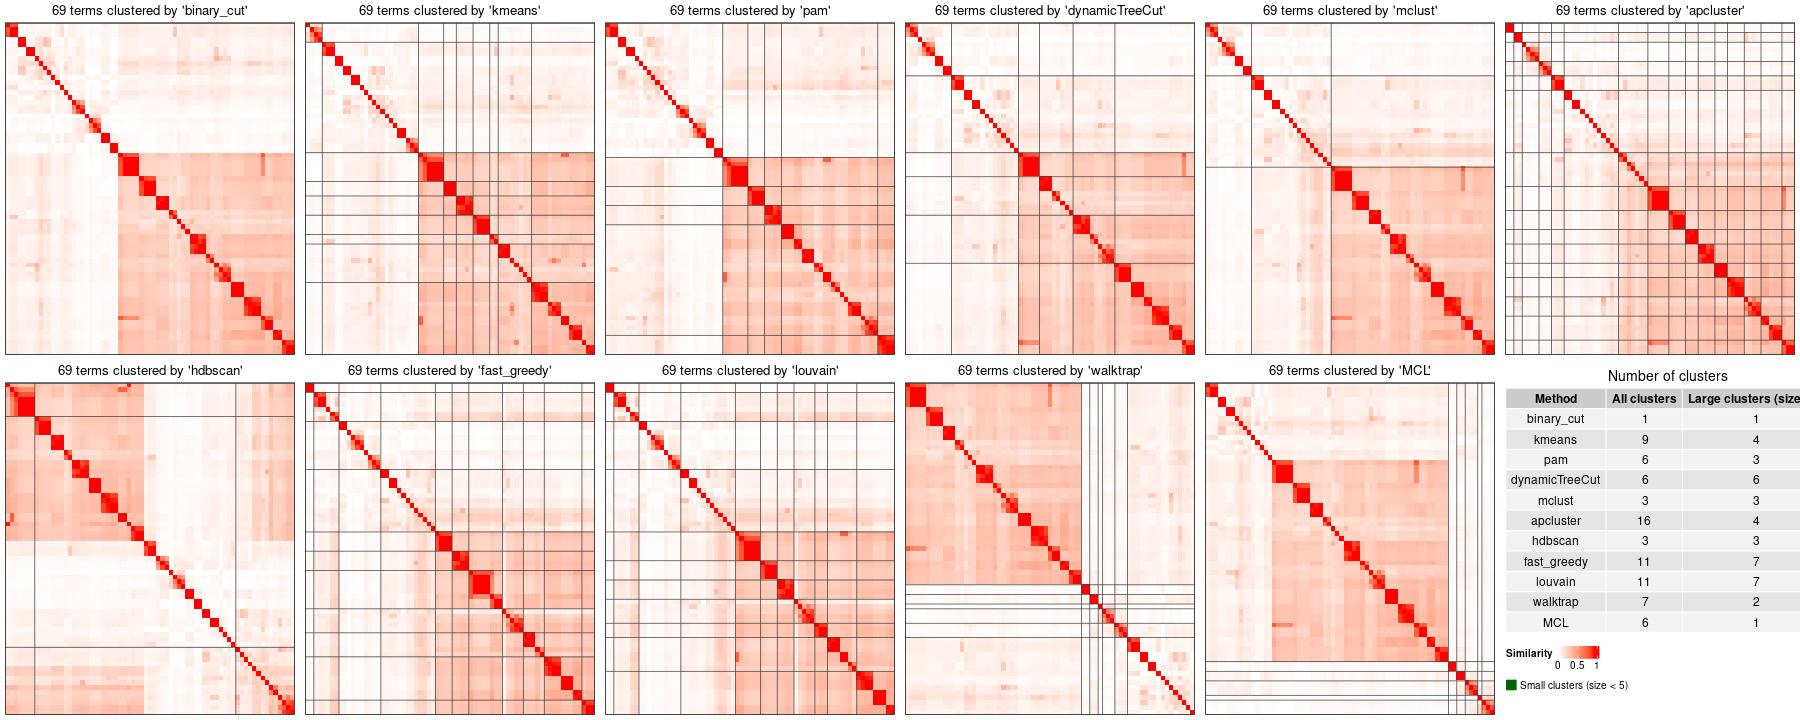 69 terms clustered by 'binary_cut'
69 terms clustered by 'kmeans'
69 terms clustered by 'pam'
69 terms clustered by 'dynamicTreeCut'
69 terms clustered by 'mclust'
69 terms clustered by 'apcluster'
69 terms clustered by 'hdbscan'
69 terms clustered by 'fast_greedy'
69 terms clustered by 'louvain'
69 terms clustered by 'walktrap'
69 terms clustered by 'MCL'
Number of clusters
Method All clusters Large clusters (size
binary_cut 1 1
kmeans 9 4
pam 6 3
dynamicTreeCut 6 6
mclust 3 3
apcluster 16 4
hdbscan 3 3
fast_greedy 11 7
louvain 11 7
walktrap 7 2
MCL 6 1
Similarity
0 0.5 1
Small clusters (size < 5)